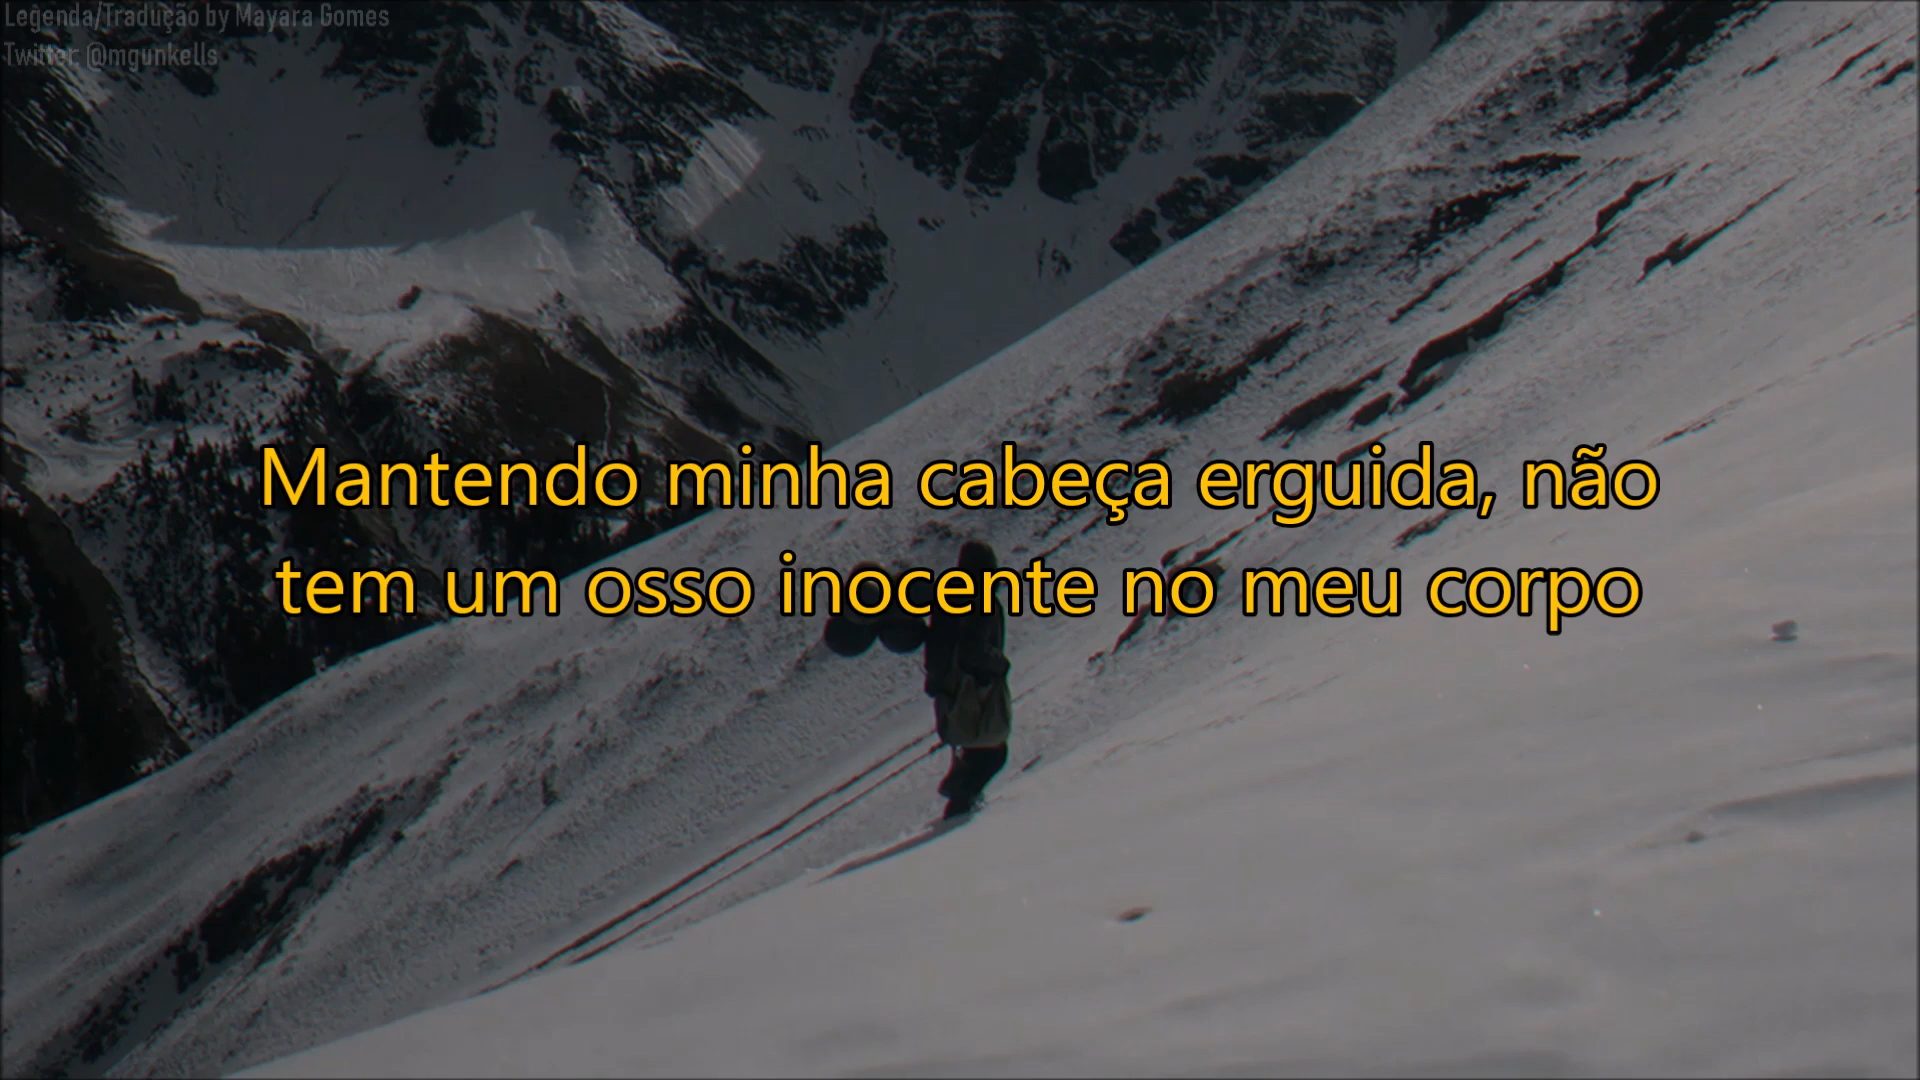 Legenda/Tradução by Mayara Gomes
Twitter: @mgunkells
Mantendo minha cabeça erguida, não
tem um osso inocente no meu corpo